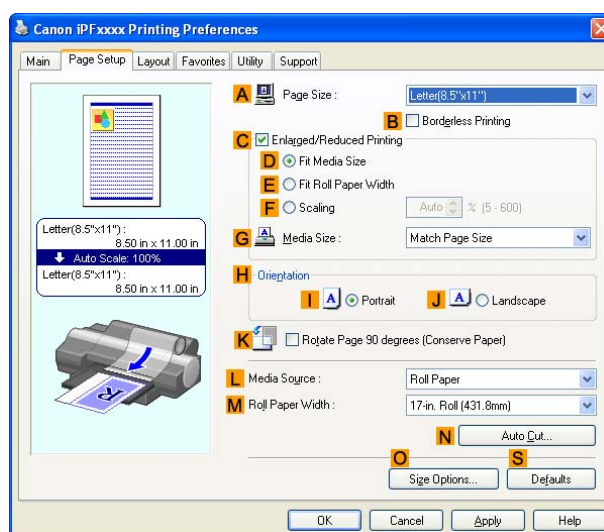 Canon iPFxxxx Printing Preferences
Main Page Setup Layout Favorites Utility Support
A Page Size : Letter(8.5"x11")
B Borderless Printing
C Enlarged/Reduced Printing
D Fit Media Size
E Fit Roll Paper Width
F Scaling Auto % (5 - 600)
G A Media Size : Match Page Size
Letter(8.5"x11") :
8.50 in x 11.00 in
Auto Scale: 100%
Letter(8.5"x11") :
8.50 in x 11.00 in
H Orientation
I A Portrait J A Landscape
K Rotate Page 90 degrees (Conserve Paper)
R
L Media Source : Roll Paper
M Roll Paper Width : 17-in. Roll (431.8mm)
N Auto Cut...
O S
Size Options... Defaults
OK Cancel Apply Help